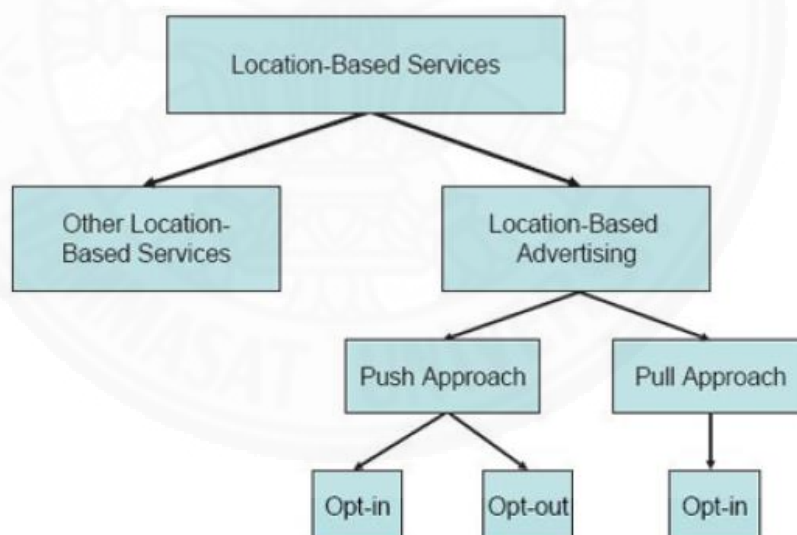 Location-Based Services
Other Location-
Based Services
Location-Based
Advertising
Push Approach
Pull Approach
Opt-in
Opt-out
Opt-in